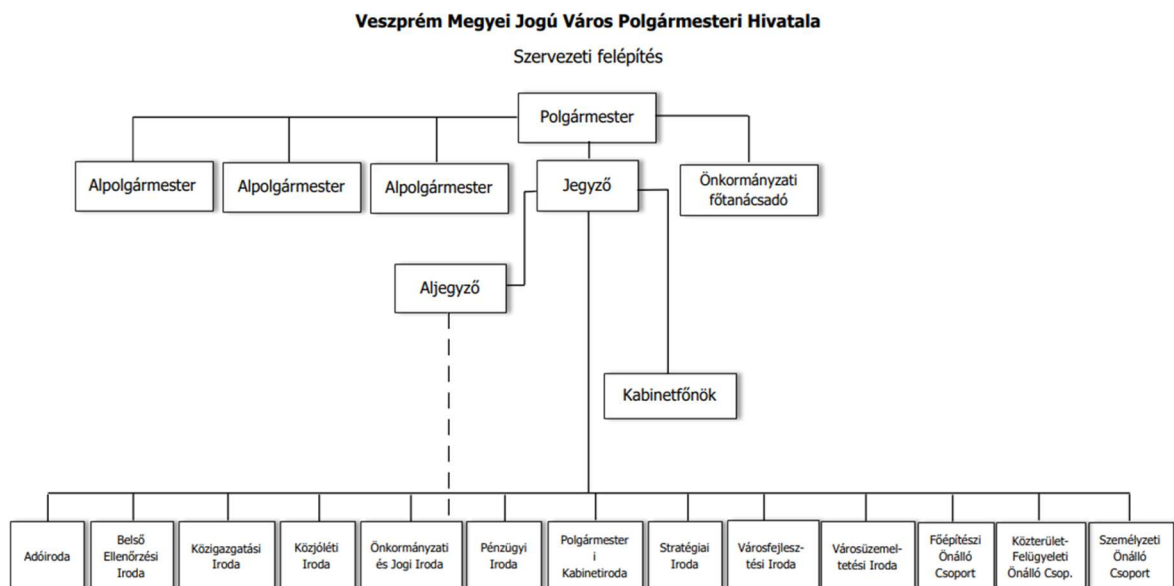 Veszprém Megyei Jogú Város Polgármesteri Hivatala
Szervezeti felépítés
Polgármester
Alpolgármester
Alpolgármester
Alpolgármester
Jegyző
Önkormányzati
főtanácsadó
Aljegyző
Kabinetfőnök
Adóiroda
Belső
Ellenőrzési
Iroda
Közigazgatási
Iroda
Közjóléti
Iroda
Önkormányzati
és Jogi Iroda
Pénzügyi
Iroda
Polgármester
i
Kabinetiroda
Stratégiai
Iroda
Városfejlesz-
tési Iroda
Városüzemel-
tetési Iroda
Főépítészi
Önálló
Csoport
Közterület-
Felügyeleti
Önálló Csop.
Személyzeti
Önálló
Csoport